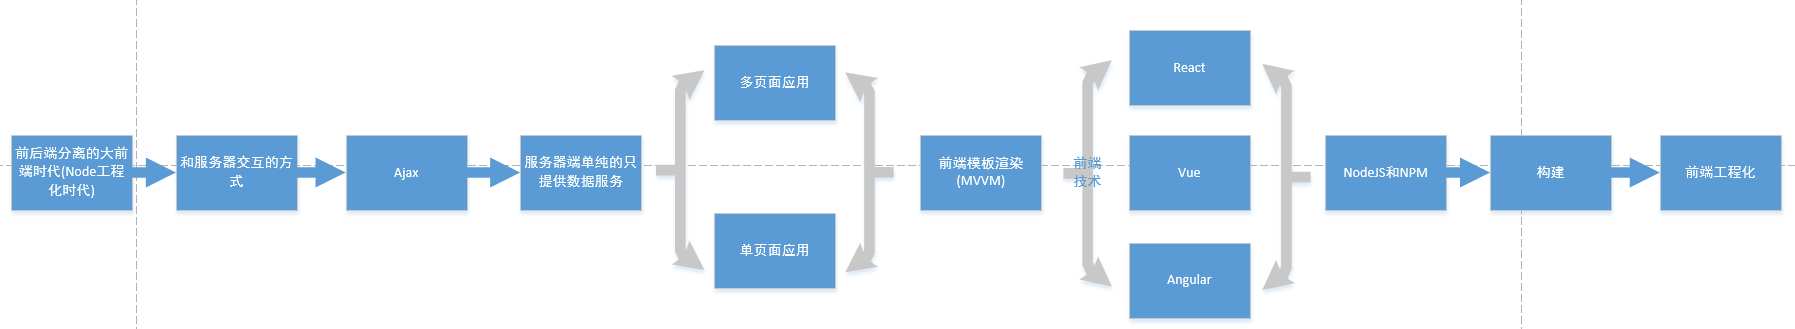 前后端分离的大前
端时代(Node工程
化时代)
和服务器交互的方
式
Ajax
服务器端单纯的只
提供数据服务
多页面应用
单页面应用
前端模板渲染
(MVVM)
前端
技术
React
Vue
Angular
NodeJS和NPM
构建
前端工程化